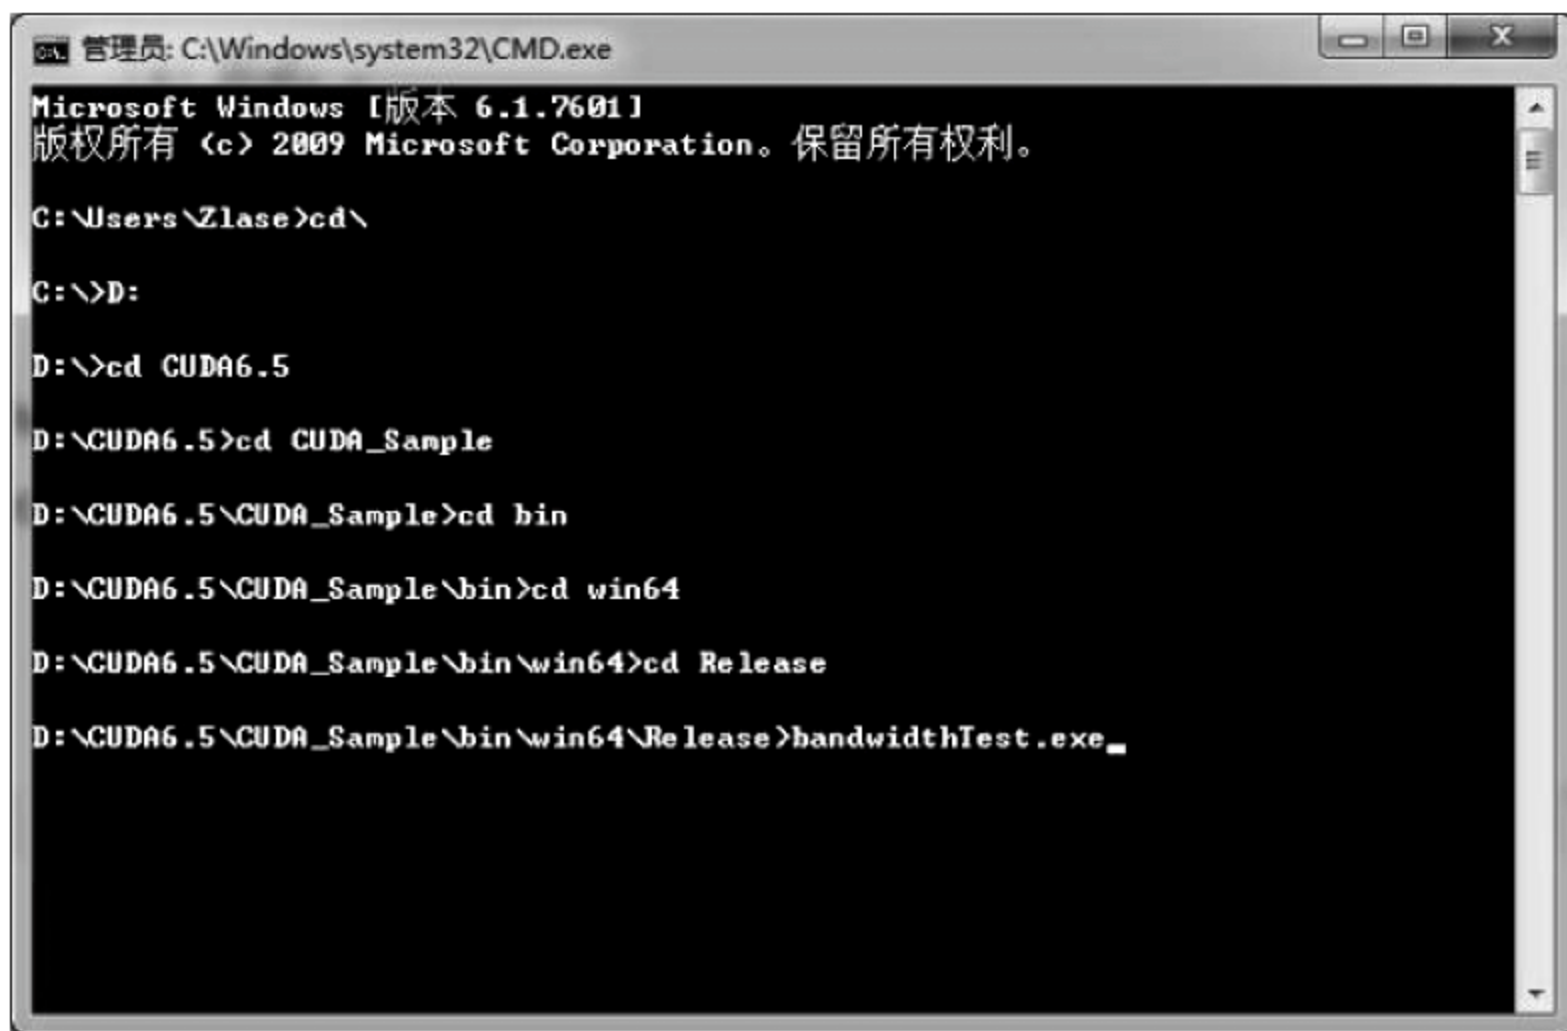 管理员: C:\Windows\system32\CMD.exe
Microsoft Windows [版本 6.1.7601]
版权所有 (c) 2009 Microsoft Corporation。保留所有权利。
C:\Users\Zlase>cd\
C:\>D:
D:\>cd CUDA6.5
D:\CUDA6.5>cd CUDA_Sample
D:\CUDA6.5\CUDA_Sample>cd bin
D:\CUDA6.5\CUDA_Sample\bin>cd win64
D:\CUDA6.5\CUDA_Sample\bin\win64>cd Release
D:\CUDA6.5\CUDA_Sample\bin\win64\Release>bandwidthTest.exe